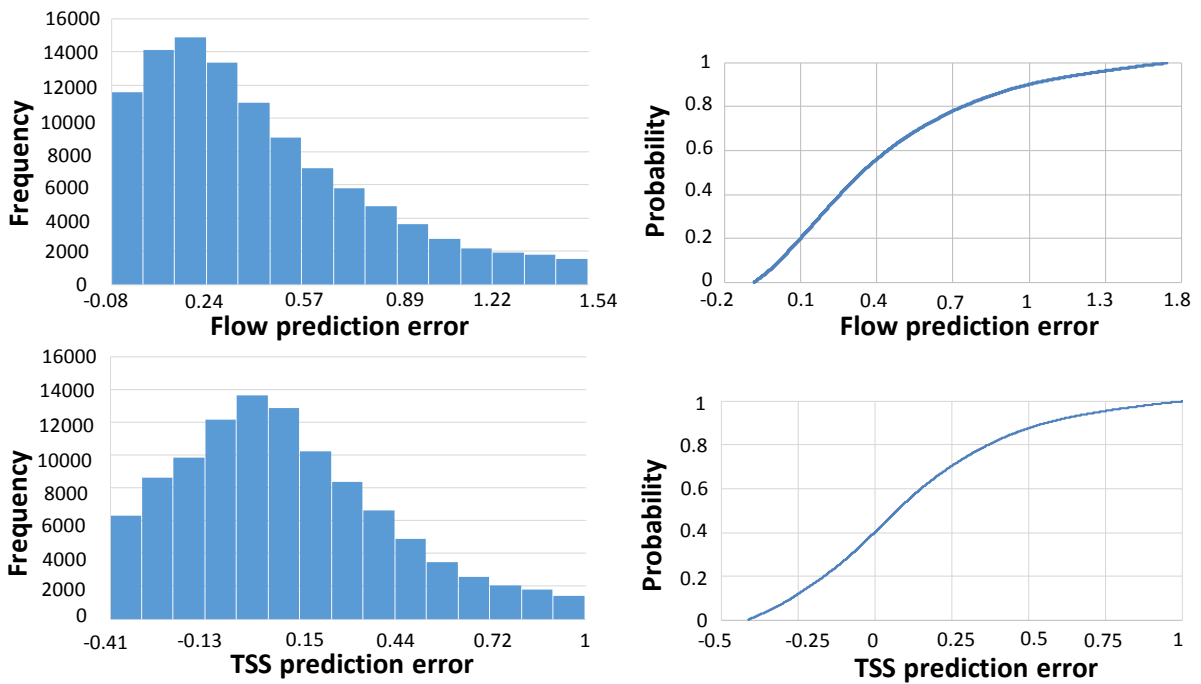 16000
14000
12000
10000
8000
6000
4000
2000
0
Frequency
-0.08 0.24 0.57 0.89 1.22 1.54
Flow prediction error
1
0.8
0.6
0.4
0.2
0
Probability
-0.2 0.1 0.4 0.7 1 1.3 1.8
Flow prediction error
16000
14000
12000
10000
8000
6000
4000
2000
0
Frequency
-0.41 -0.13 0.15 0.44 0.72 1
TSS prediction error
1
0.8
0.6
0.4
0.2
0
Probability
-0.5 -0.25 0 0.25 0.5 0.75 1
TSS prediction error